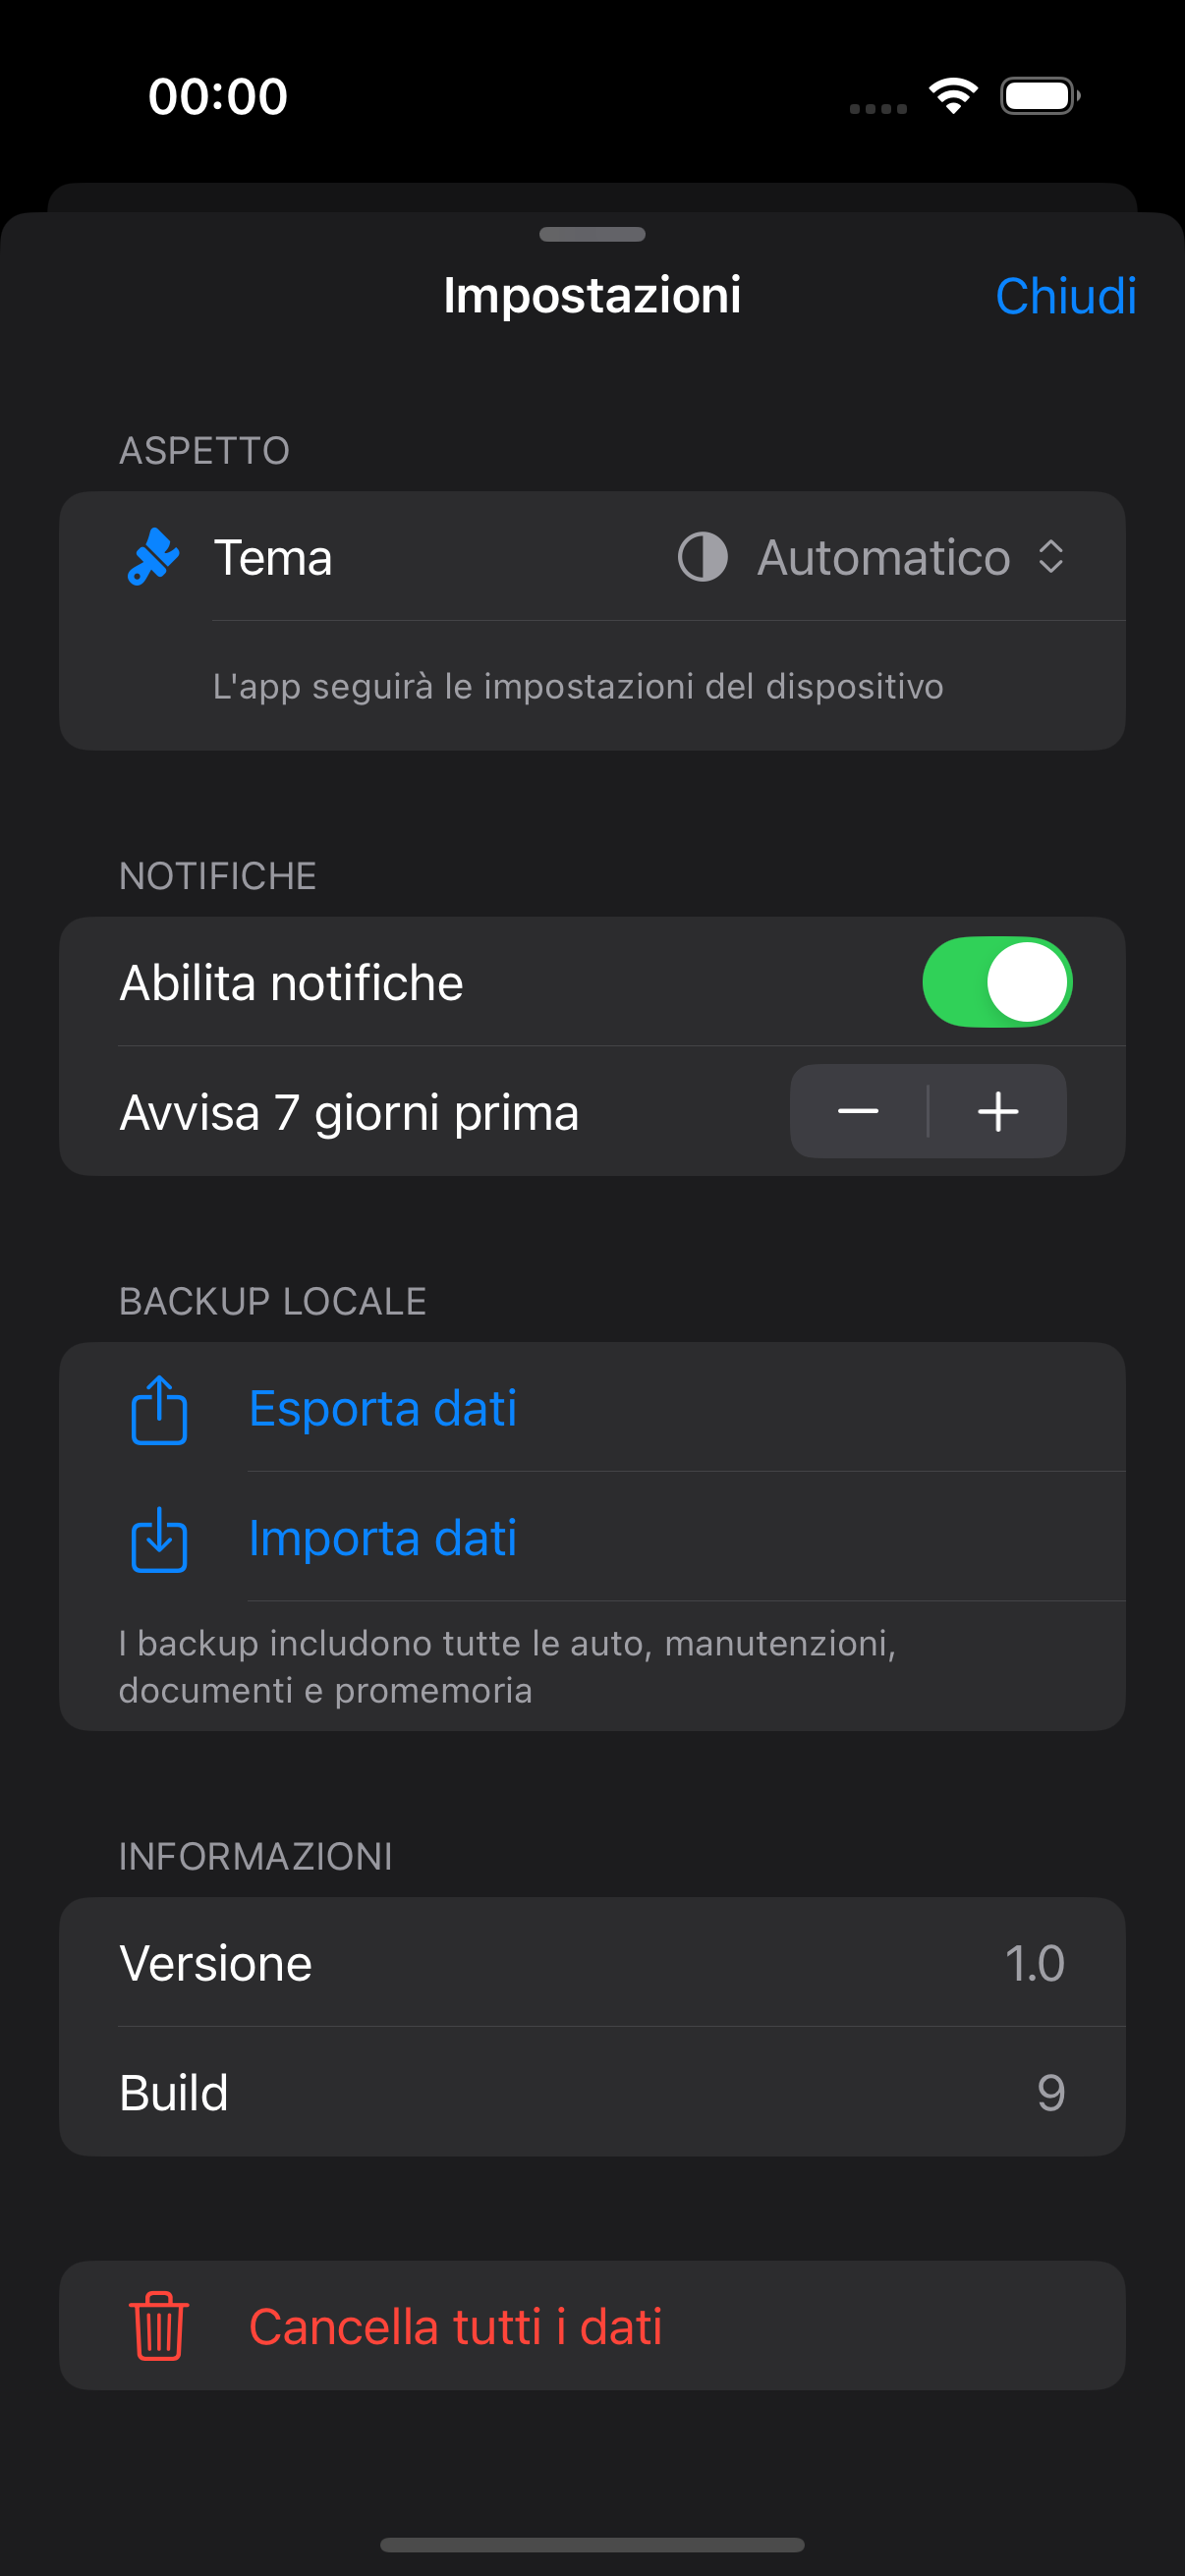 00:00
Impostazioni
Chiudi
ASPETTO
Tema
Automatico
L'app seguirà le impostazioni del dispositivo
NOTIFICHE
Abilita notifiche
Avvisa 7 giorni prima
BACKUP LOCALE
Esporta dati
Importa dati
I backup includono tutte le auto, manutenzioni,
documenti e promemoria
INFORMAZIONI
Versione
1.0
Build
9
Cancella tutti i dati